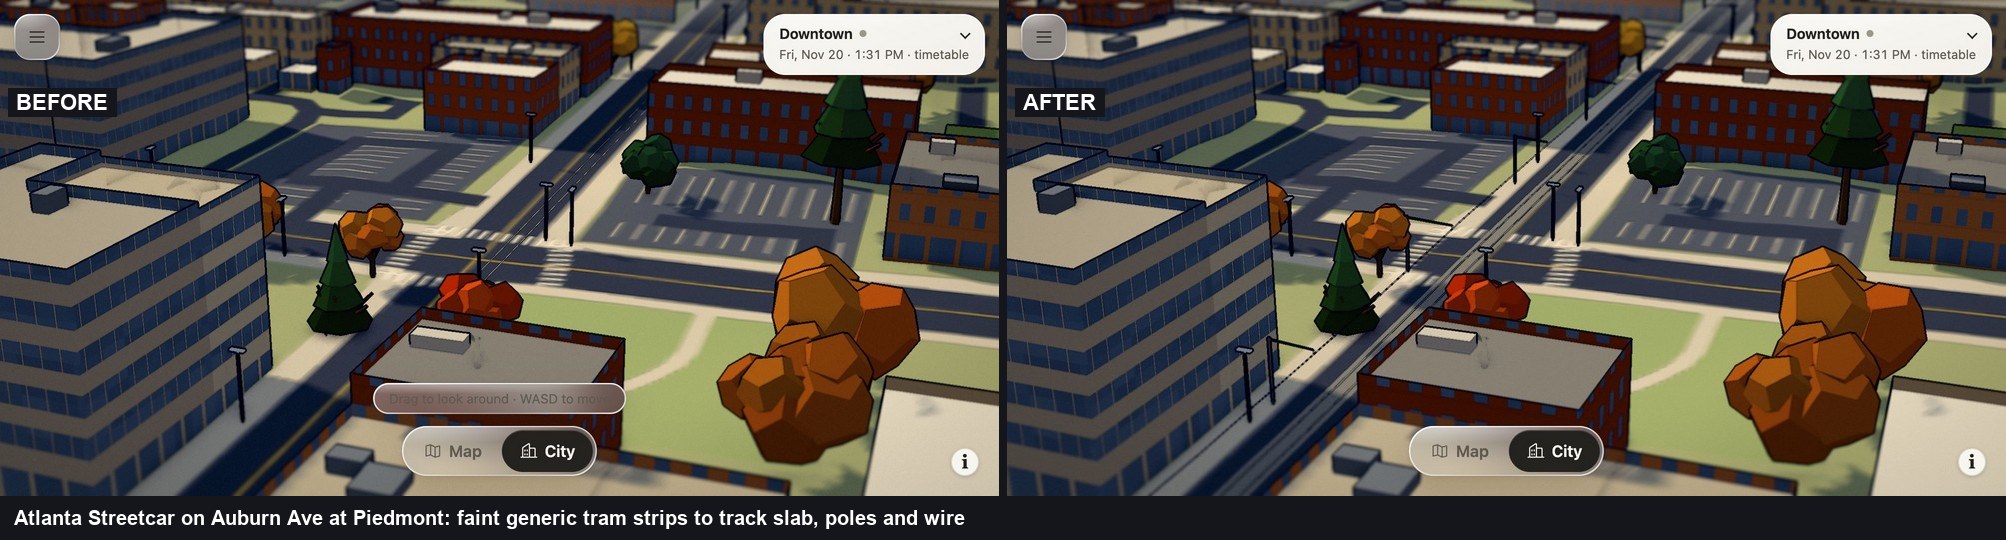 Downtown
Fri, Nov 20 · 1:31 PM · timetable
BEFORE
Drag to look around · WASD to mov
Map
City
Downtown
Fri, Nov 20 · 1:31 PM · timetable
AFTER
Map
City
Atlanta Streetcar on Auburn Ave at Piedmont: faint generic tram strips to track slab, poles and wire